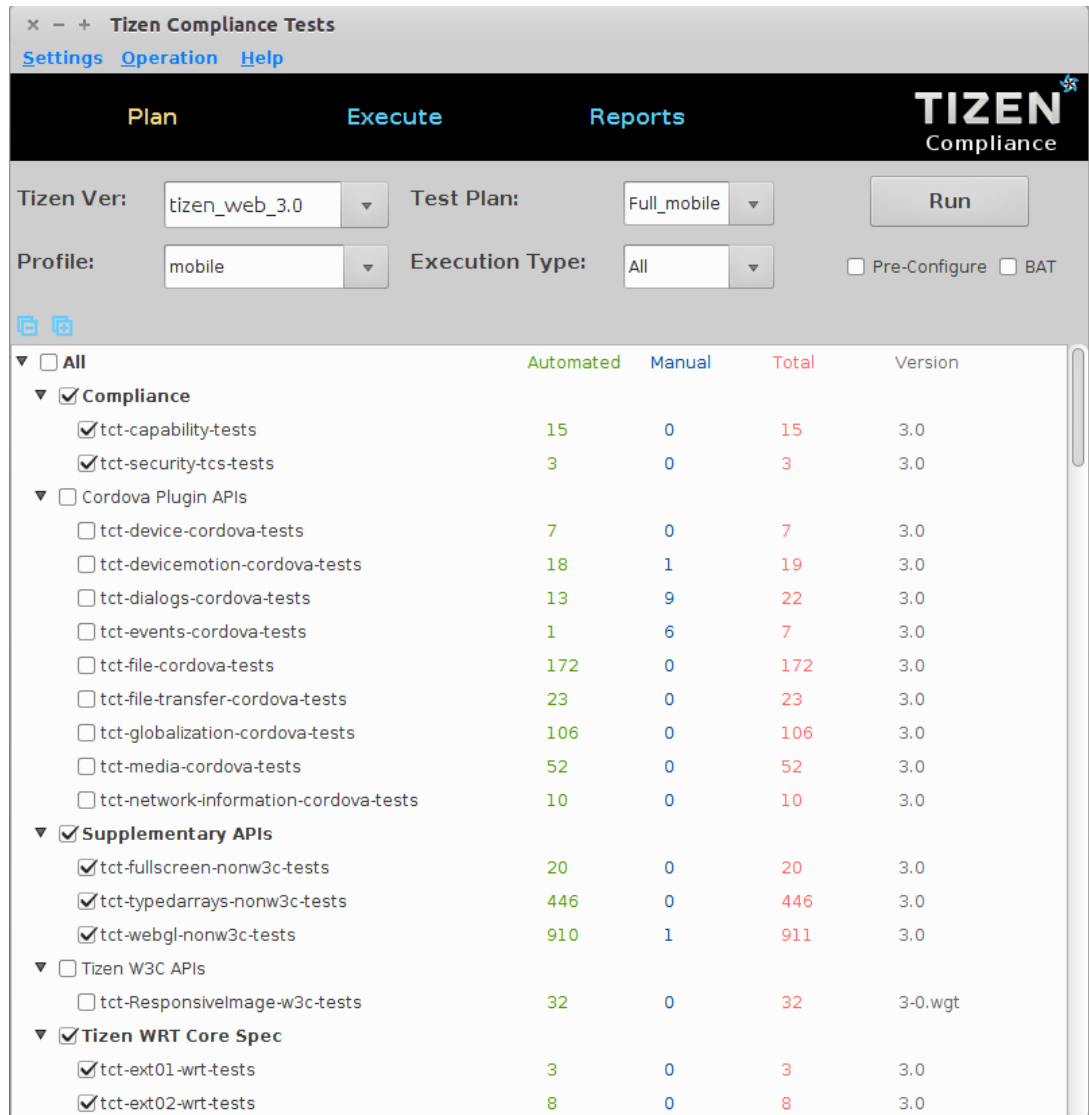 Tizen Compliance Tests
Settings Operation Help
Plan Execute Reports TIZEN
Compliance
Tizen Ver: tizen_web_3.0 Test Plan: Full_mobile Run
Profile: mobile Execution Type: All Pre-Configure BAT
All Automated Manual Total Version
Compliance
tct-capability-tests 15 0 15 3.0
tct-security-tcs-tests 3 0 3 3.0
Cordova Plugin APIs
tct-device-cordova-tests 7 0 7 3.0
tct-devicemotion-cordova-tests 18 1 19 3.0
tct-dialogs-cordova-tests 13 9 22 3.0
tct-events-cordova-tests 1 6 7 3.0
tct-file-cordova-tests 172 0 172 3.0
tct-file-transfer-cordova-tests 23 0 23 3.0
tct-globalization-cordova-tests 106 0 106 3.0
tct-media-cordova-tests 52 0 52 3.0
tct-network-information-cordova-tests 10 0 10 3.0
Supplementary APIs
tct-fullscreen-nonw3c-tests 20 0 20 3.0
tct-typedarrays-nonw3c-tests 446 0 446 3.0
tct-webgl-nonw3c-tests 910 1 911 3.0
Tizen W3C APIs
tct-ResponsiveImage-w3c-tests 32 0 32 3-0.wgt
Tizen WRT Core Spec
tct-ext01-wrt-tests 3 0 3 3.0
tct-ext02-wrt-tests 8 0 8 3.0